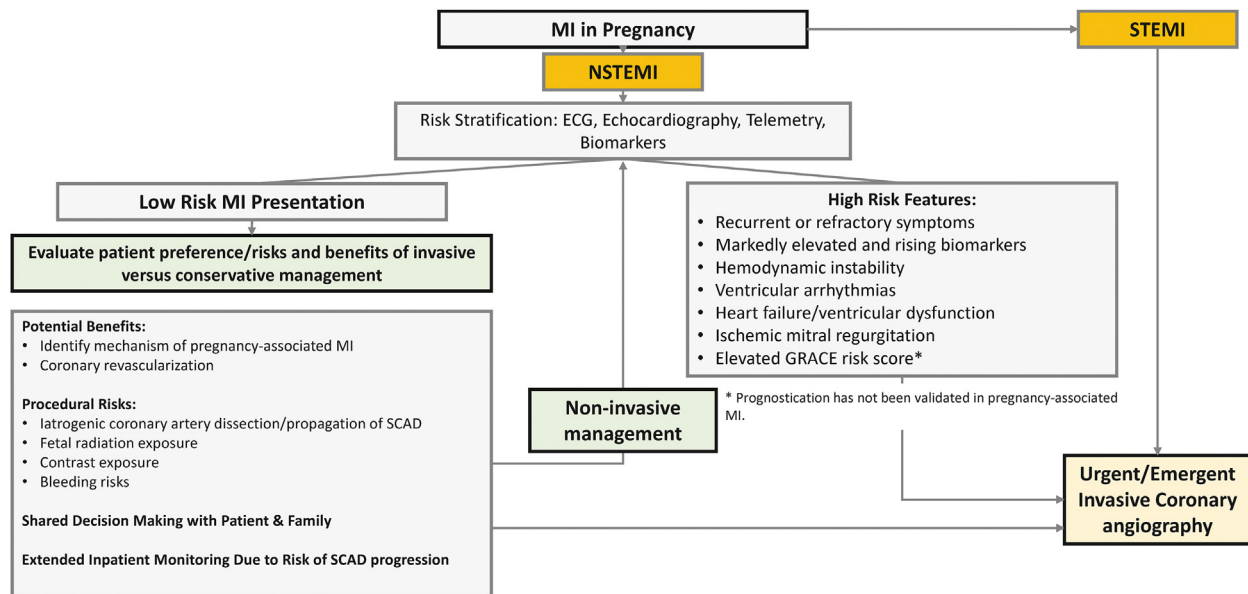 MI in Pregnancy
STEMI
NSTEMI
Risk Stratification: ECG, Echocardiography, Telemetry,
Biomarkers
Low Risk MI Presentation
Evaluate patient preference/risks and benefits of invasive
versus conservative management
Potential Benefits:
• Identify mechanism of pregnancy-associated MI
• Coronary revascularization
Procedural Risks:
• Iatrogenic coronary artery dissection/propagation of SCAD
• Fetal radiation exposure
• Contrast exposure
• Bleeding risks
Shared Decision Making with Patient & Family
Extended Inpatient Monitoring Due to Risk of SCAD progression
Non-invasive
management
High Risk Features:
• Recurrent or refractory symptoms
• Markedly elevated and rising biomarkers
• Hemodynamic instability
• Ventricular arrhythmias
• Heart failure/ventricular dysfunction
• Ischemic mitral regurgitation
• Elevated GRACE risk score*
* Prognostication has not been validated in pregnancy-associated
MI.
Urgent/Emergent
Invasive Coronary
angiography